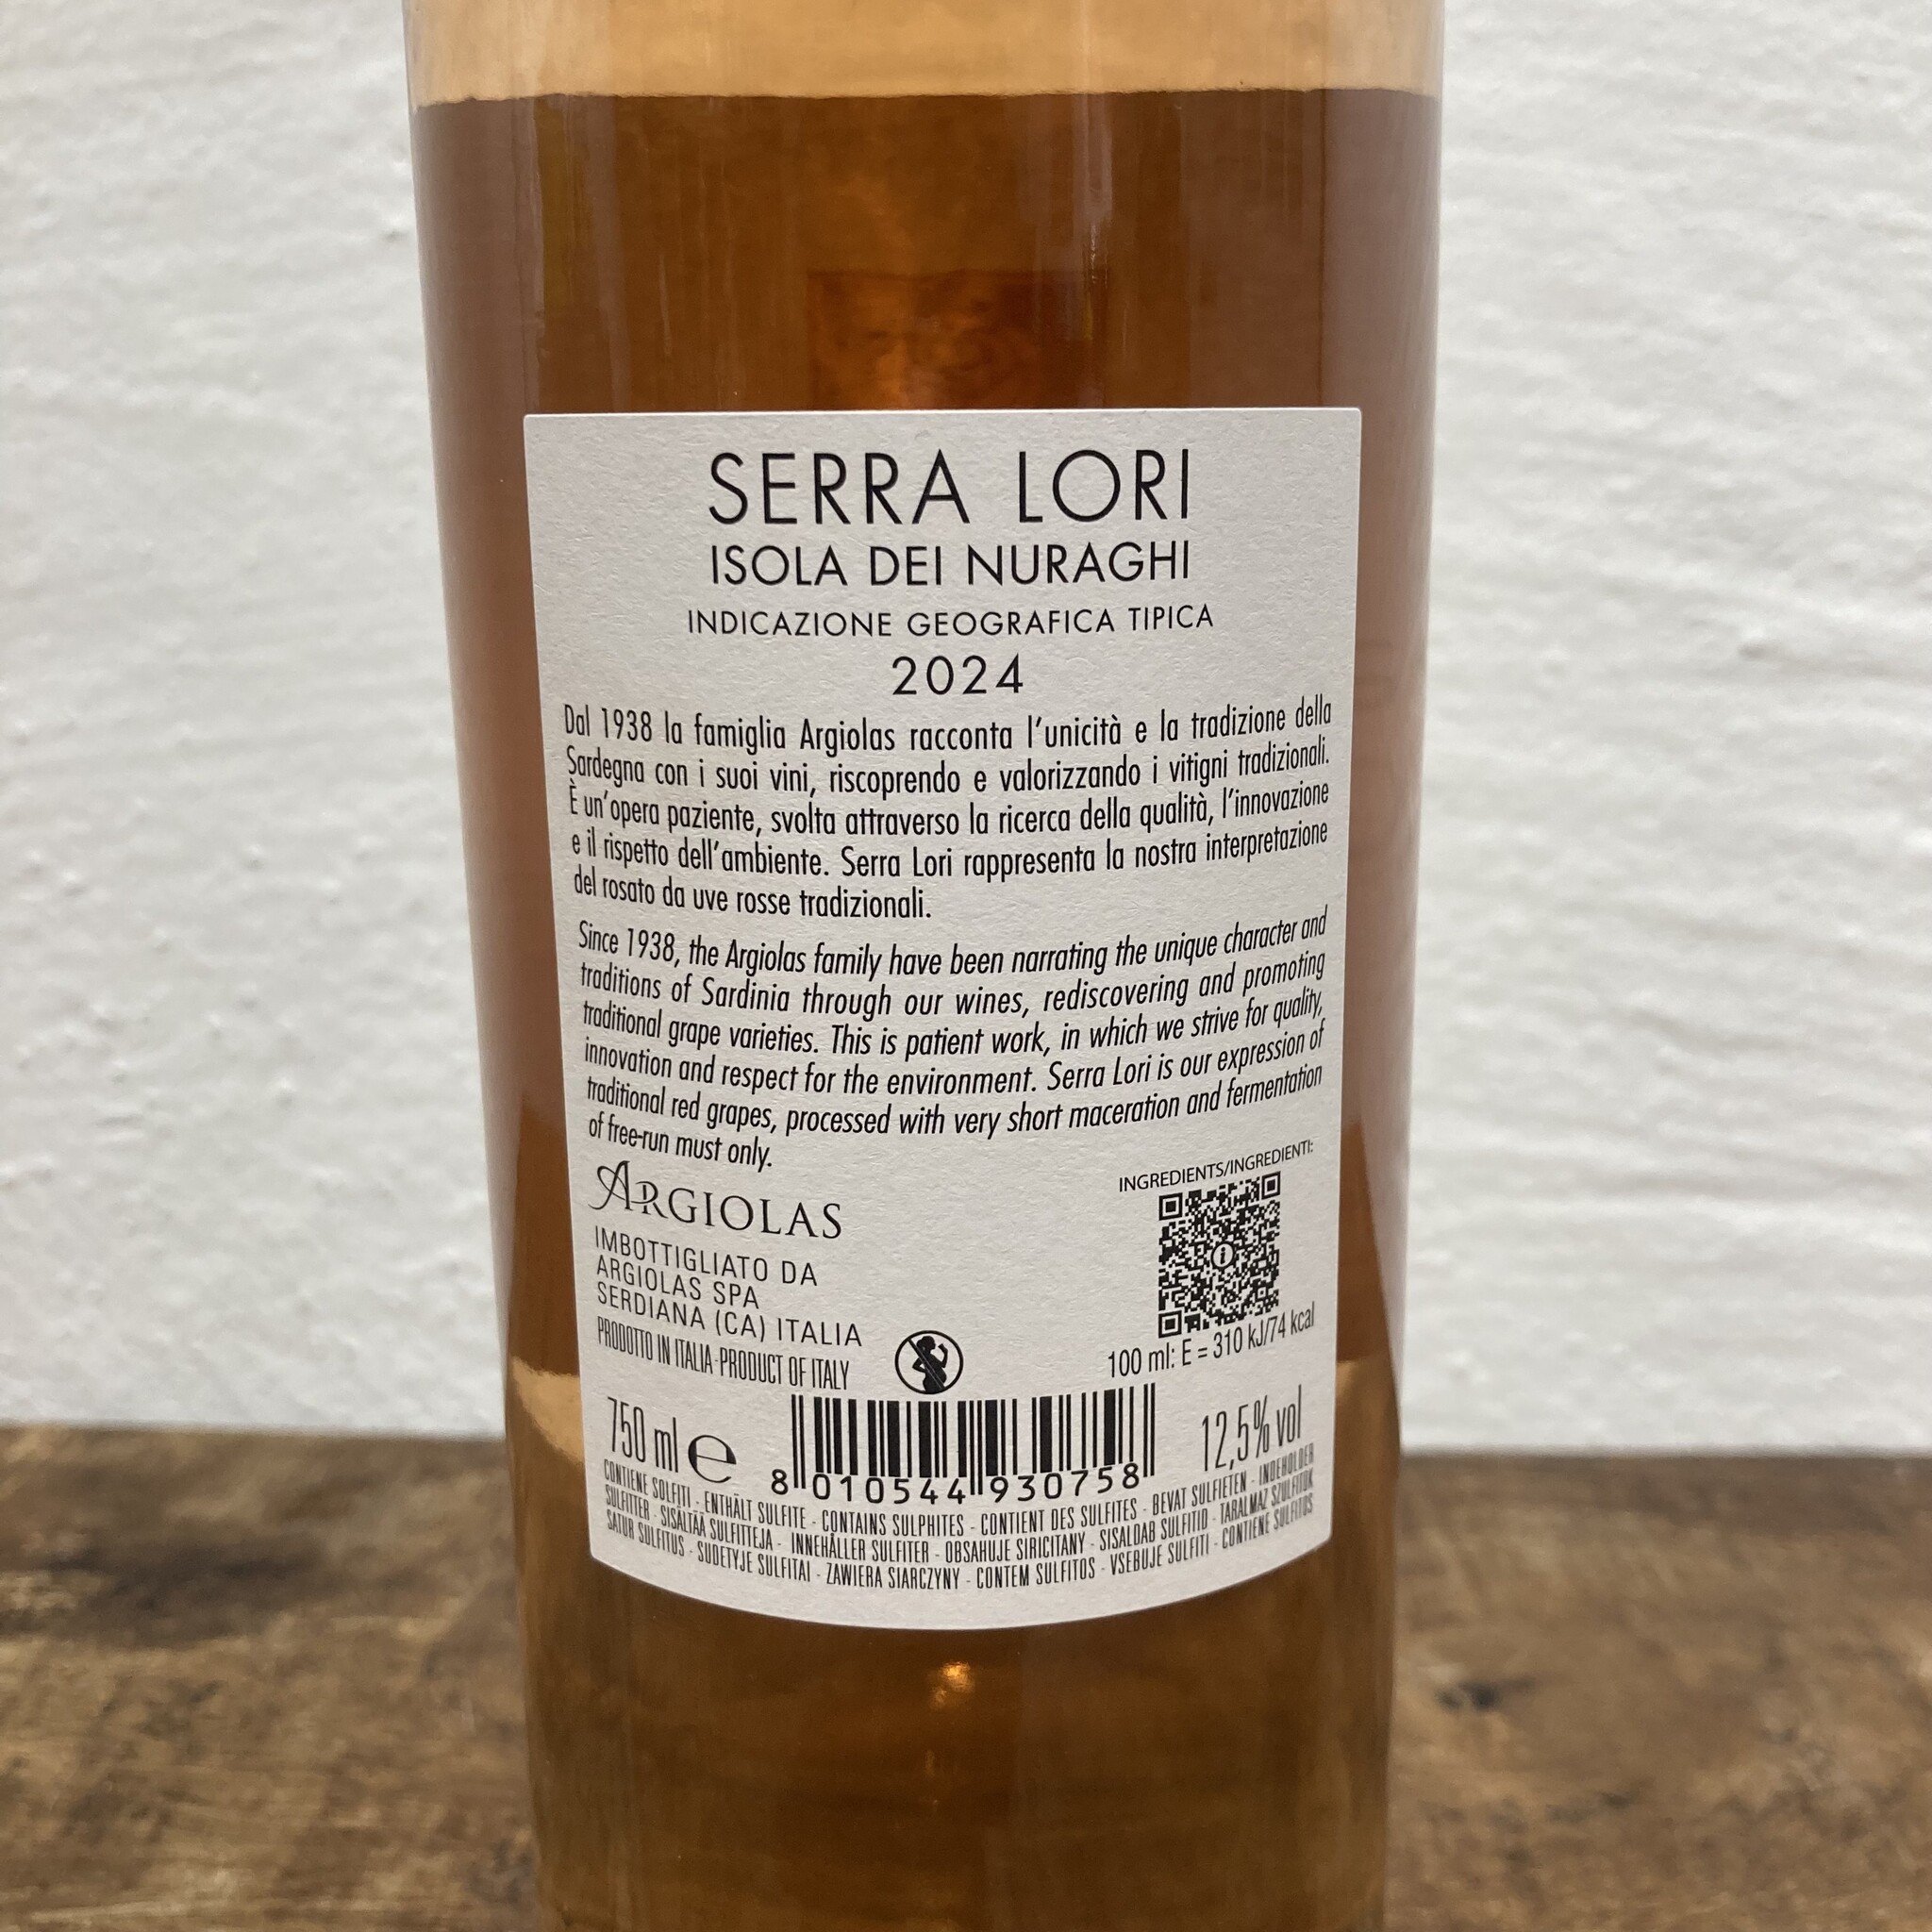 SERRA LORI
ISOLA DEI NURAGHI
INDICAZIONE GEOGRAFICA TIPICA
2024
Dal 1938 la famiglia Argiolas racconta l'unicità e la tradizione della
Sardegna con i suoi vini, riscoprendo e valorizzando i vitigni tradizionali.
È un'opera paziente, svolta attraverso la ricerca della qualità, l'innovazione
e il rispetto dell'ambiente. Serra Lori rappresenta la nostra interpretazione
del rosato da uve rosse tradizionali.
Since 1938, the Argiolas family have been narrating the unique character and
traditions of Sardinia through our wines, rediscovering and promoting
traditional grape varieties. This is patient work, in which we strive for quality,
innovation and respect for the environment. Serra Lori is our expression of
traditional red grapes, processed with very short maceration and fermentation
of free-run must only.
ARGIOLAS
IMBOTTIGLIATO DA
ARGIOLAS SPA
SERDIANA (CA) ITALIA
PRODOTTO IN ITALIA-PRODUCT OF ITALY
INGREDIENTS/INGREDIENTI:
i
100 ml: E = 310 kJ/74 kcal
750 ml e
8 010544 930758
12,5% vol
CONTIENE SOLFITI - ENTHÄLT SULFITE - CONTAINS SULPHITES - CONTIENT DES SULFITES - BEVAT SULFIETEN - INDEHOLDER
SULFITTER - SISÄLTÄÄ SULFITTEJA - INNEHÅLLER SULFITER - OBSAHUJE SIRICITANY - SISALDAB SULFITID - TARALMAZ SZULFITOK
SATUR SULFITUS - SUDETYJE SULFITAI - ZAWIERA SIARCZYNY - CONTEM SULFITOS - VSEBUJE SULFITI - CONTIENE SULFITOS